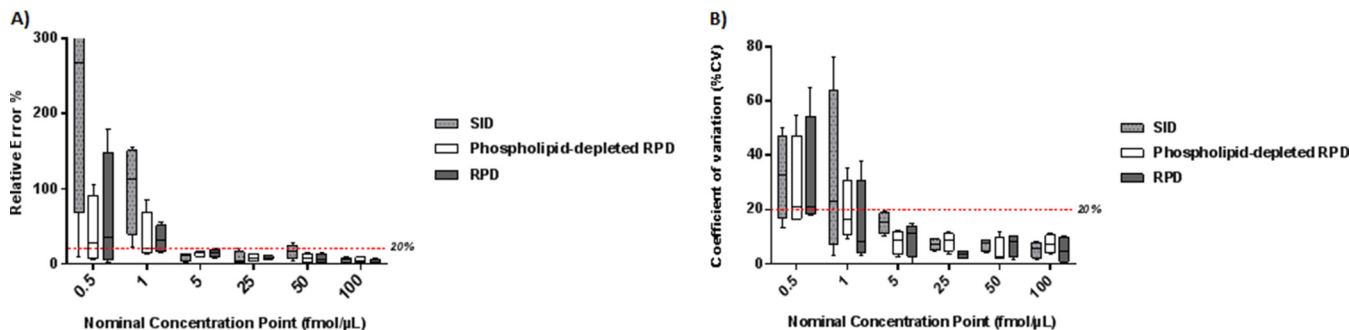 A)
Relative Error %
300
200
100
0
20%
0.5
1
5
25
50
100
Nominal Concentration Point (fmol/µL)
SID
Phospholipid-depleted RPD
RPD
B)
Coefficient of variation (%CV)
80
60
40
20
0
20%
0.5
1
5
25
50
100
Nominal Concentration Point (fmol/µL)
SID
Phospholipid-depleted RPD
RPD